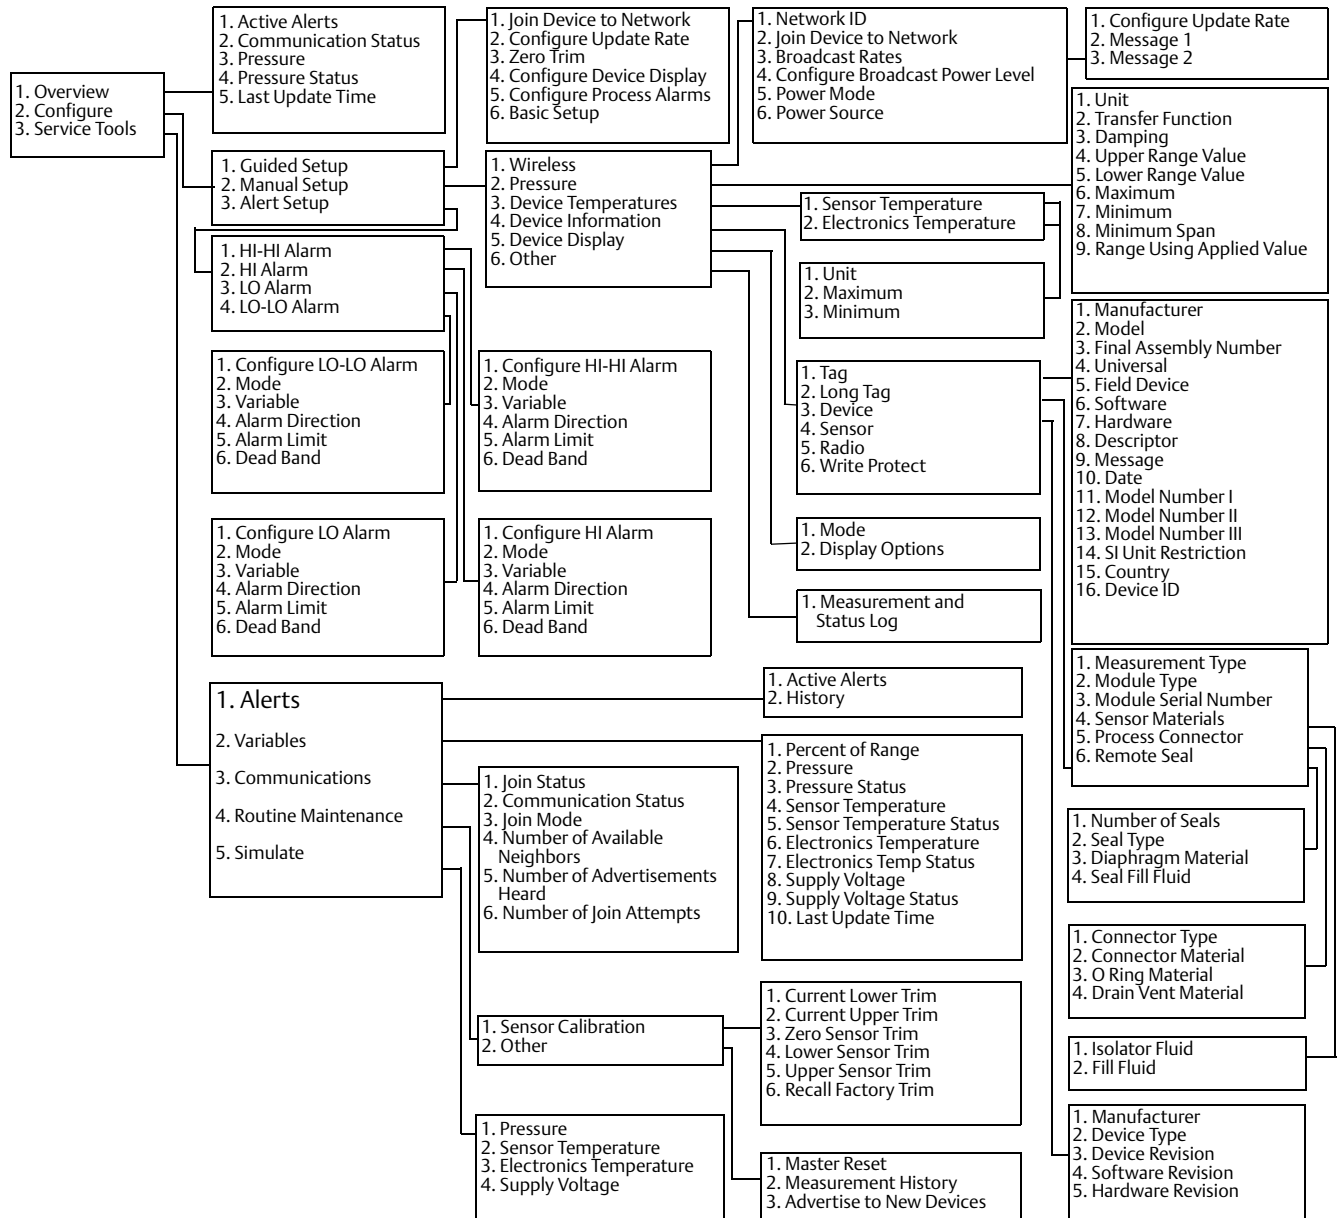 1. Overview
2. Configure
3. Service Tools
1. Active Alerts
2. Communication Status
3. Pressure
4. Pressure Status
5. Last Update Time
1. Join Device to Network
2. Configure Update Rate
3. Zero Trim
4. Configure Device Display
5. Configure Process Alarms
6. Basic Setup
1. Network ID
2. Join Device to Network
3. Broadcast Rates
4. Configure Broadcast Power Level
5. Power Mode
6. Power Source
1. Configure Update Rate
2. Message 1
3. Message 2
1. Guided Setup
2. Manual Setup
3. Alert Setup
1. Wireless
2. Pressure
3. Device Temperatures
4. Device Information
5. Device Display
6. Other
1. Unit
2. Transfer Function
3. Damping
4. Upper Range Value
5. Lower Range Value
6. Maximum
7. Minimum
8. Minimum Span
9. Range Using Applied Value
1. Sensor Temperature
2. Electronics Temperature
1. HI-HI Alarm
2. HI Alarm
3. LO Alarm
4. LO-LO Alarm
1. Unit
2. Maximum
3. Minimum
1. Configure LO-LO Alarm
2. Mode
3. Variable
4. Alarm Direction
5. Alarm Limit
6. Dead Band
1. Configure HI-HI Alarm
2. Mode
3. Variable
4. Alarm Direction
5. Alarm Limit
6. Dead Band
1. Tag
2. Long Tag
3. Device
4. Sensor
5. Radio
6. Write Protect
1. Manufacturer
2. Model
3. Final Assembly Number
4. Universal
5. Field Device
6. Software
7. Hardware
8. Descriptor
9. Message
10. Date
11. Model Number I
12. Model Number II
13. Model Number III
14. SI Unit Restriction
15. Country
16. Device ID
1. Configure LO Alarm
2. Mode
3. Variable
4. Alarm Direction
5. Alarm Limit
6. Dead Band
1. Configure HI Alarm
2. Mode
3. Variable
4. Alarm Direction
5. Alarm Limit
6. Dead Band
1. Mode
2. Display Options
1. Measurement and
Status Log
1. Alerts
2. Variables
3. Communications
4. Routine Maintenance
5. Simulate
1. Active Alerts
2. History
1. Measurement Type
2. Module Type
3. Module Serial Number
4. Sensor Materials
5. Process Connector
6. Remote Seal
1. Join Status
2. Communication Status
3. Join Mode
4. Number of Available
Neighbors
5. Number of Advertisements
Heard
6. Number of Join Attempts
1. Percent of Range
2. Pressure
3. Pressure Status
4. Sensor Temperature
5. Sensor Temperature Status
6. Electronics Temperature
7. Electronics Temp Status
8. Supply Voltage
9. Supply Voltage Status
10. Last Update Time
1. Number of Seals
2. Seal Type
3. Diaphragm Material
4. Seal Fill Fluid
1. Connector Type
2. Connector Material
3. O Ring Material
4. Drain Vent Material
1. Sensor Calibration
2. Other
1. Current Lower Trim
2. Current Upper Trim
3. Zero Sensor Trim
4. Lower Sensor Trim
5. Upper Sensor Trim
6. Recall Factory Trim
1. Isolator Fluid
2. Fill Fluid
1. Pressure
2. Sensor Temperature
3. Electronics Temperature
4. Supply Voltage
1. Master Reset
2. Measurement History
3. Advertise to New Devices
1. Manufacturer
2. Device Type
3. Device Revision
4. Software Revision
5. Hardware Revision